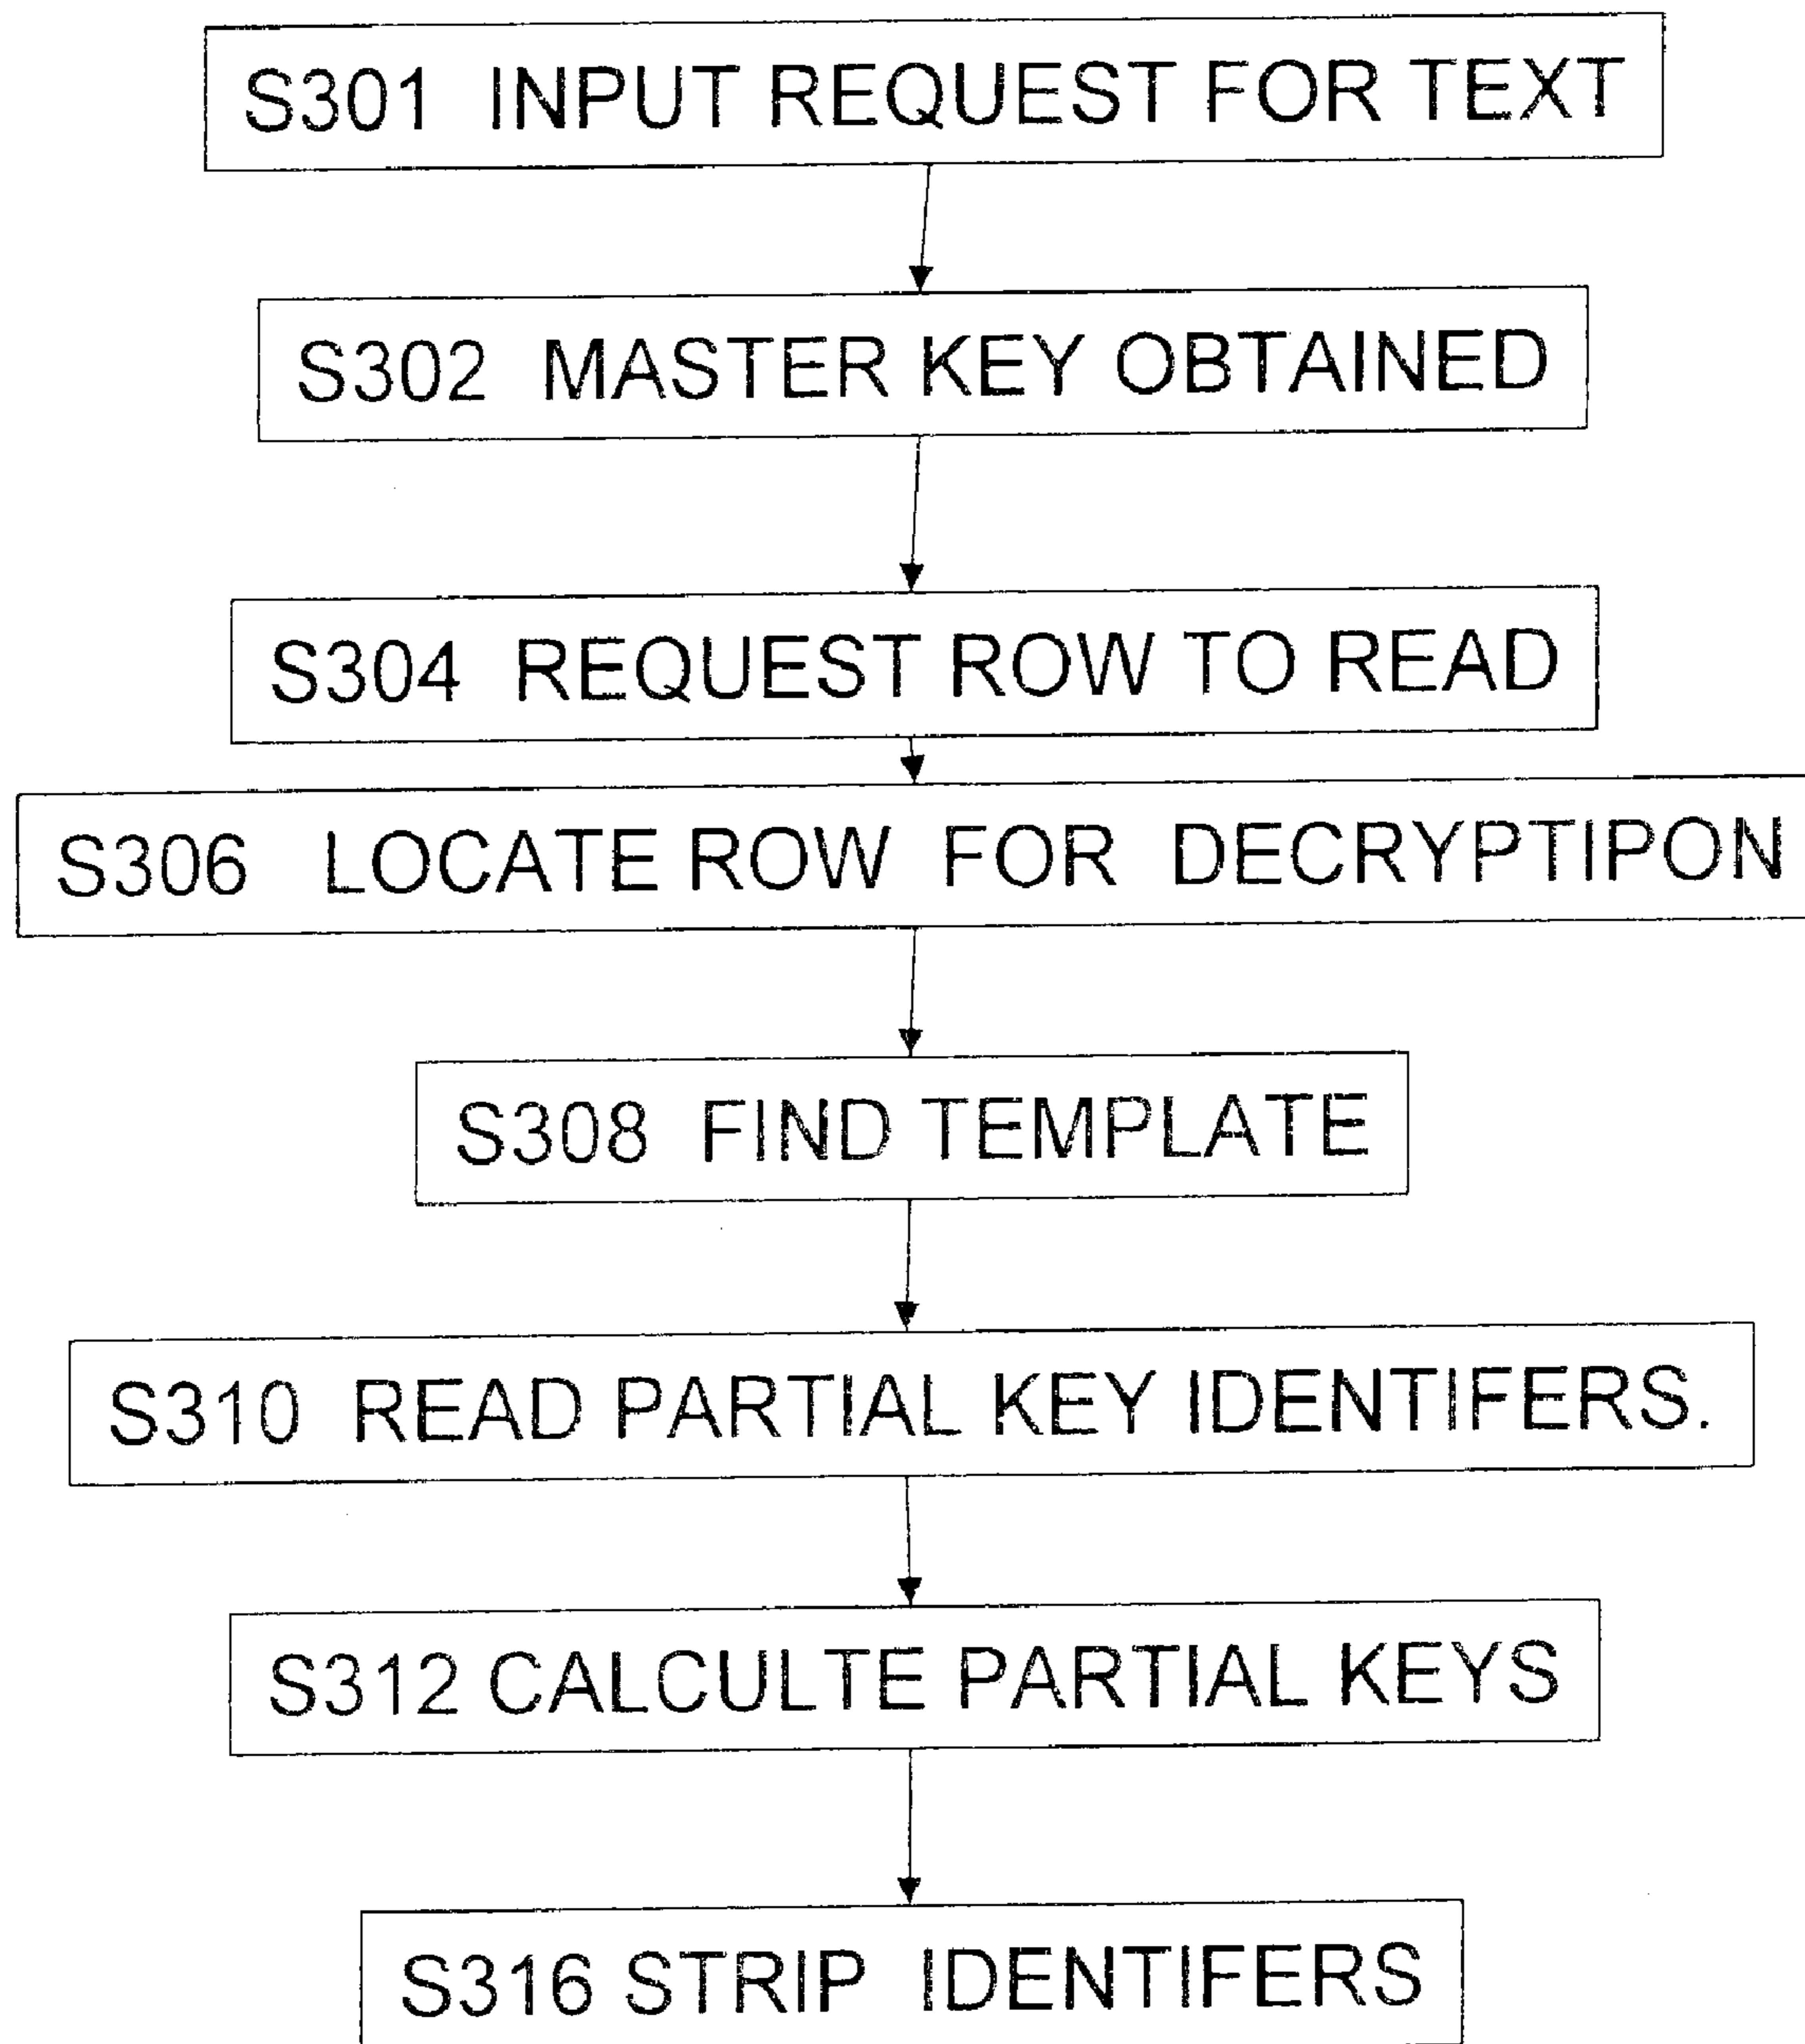 S301 INPUT REQUEST FOR TEXT
S302 MASTER KEY OBTAINED
S304 REQUEST ROW TO READ
S306 LOCATE ROW FOR DECRYPTIPON
S308 FIND TEMPLATE
S310 READ PARTIAL KEY IDENTIFERS.
S312 CALCULTE PARTIAL KEYS
S316 STRIP IDENTIFERS